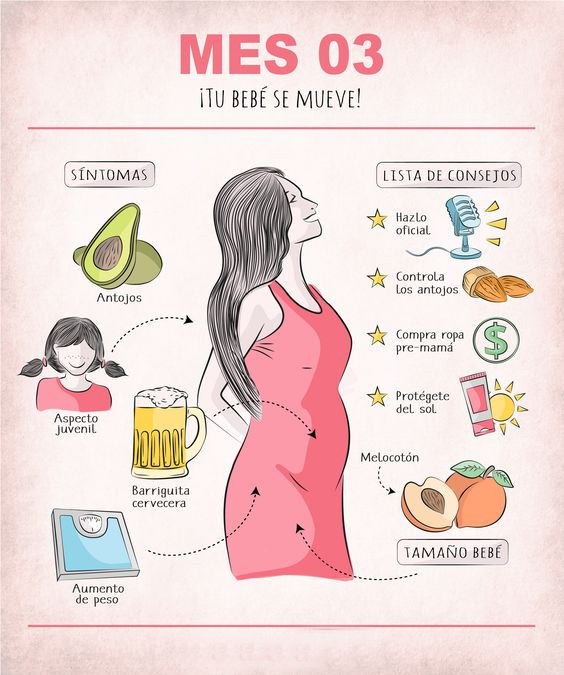 MES 03
¡TU BEBÉ SE MUEVE!
SÍNTOMAS
Antojos
Aspecto
juvenil
Barriguita
cervecera
Aumento
de peso
LISTA DE CONSEJOS
Hazlo
oficial
Controla
los antojos
Compra ropa
pre-mamá
$
Protégete
del sol
Melocotón
TAMAÑO BEBÉ